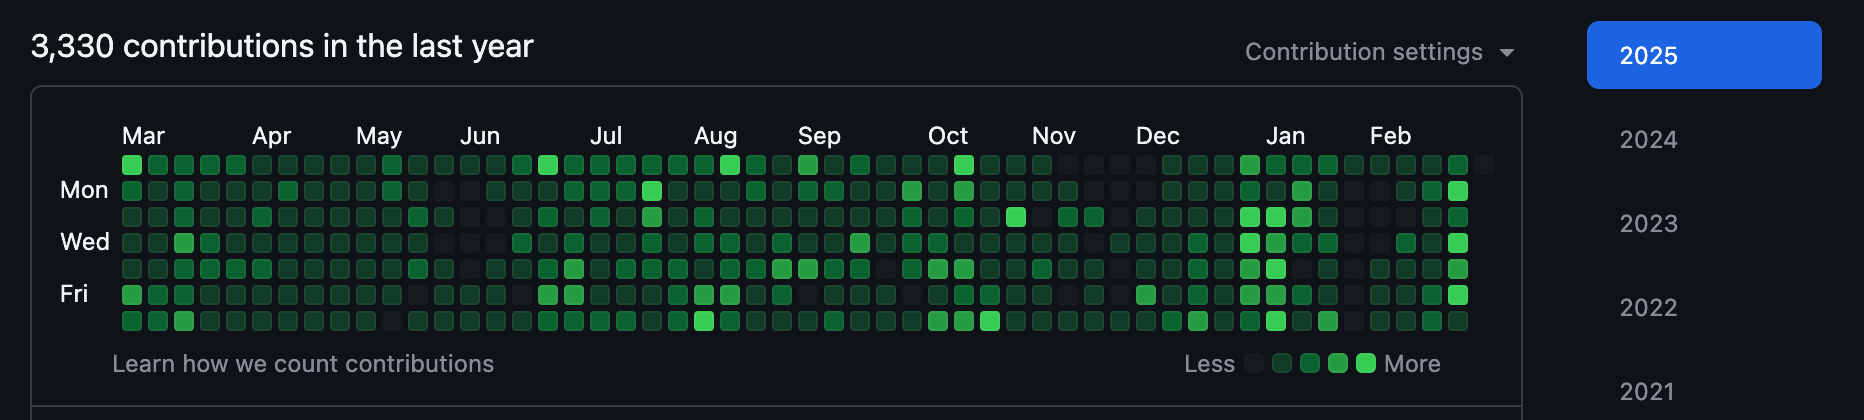 3,330 contributions in the last year
Contribution settings
2025
2024
2023
2022
2021
Mar Apr May Jun Jul Aug Sep Oct Nov Dec Jan Feb
Mon
Wed
Fri
Learn how we count contributions
Less More